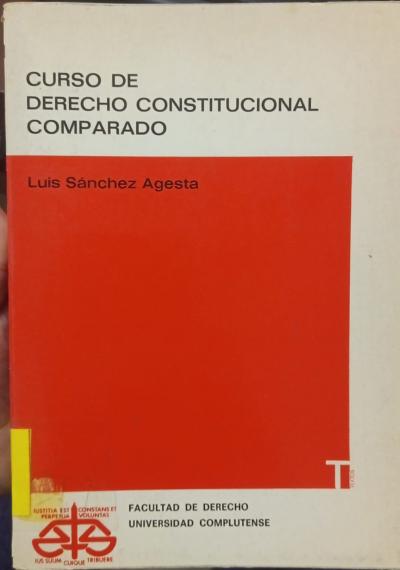 CURSO DE
DERECHO CONSTITUCIONAL
COMPARADO
Luis Sánchez Agesta
T
TEXTOS
IUSTITIA EST CONSTANS ET
PERPETUA VOLUNTAS
IUS SUUM CUIQUE TRIBUERE
FACULTAD DE DERECHO
UNIVERSIDAD COMPLUTENSE